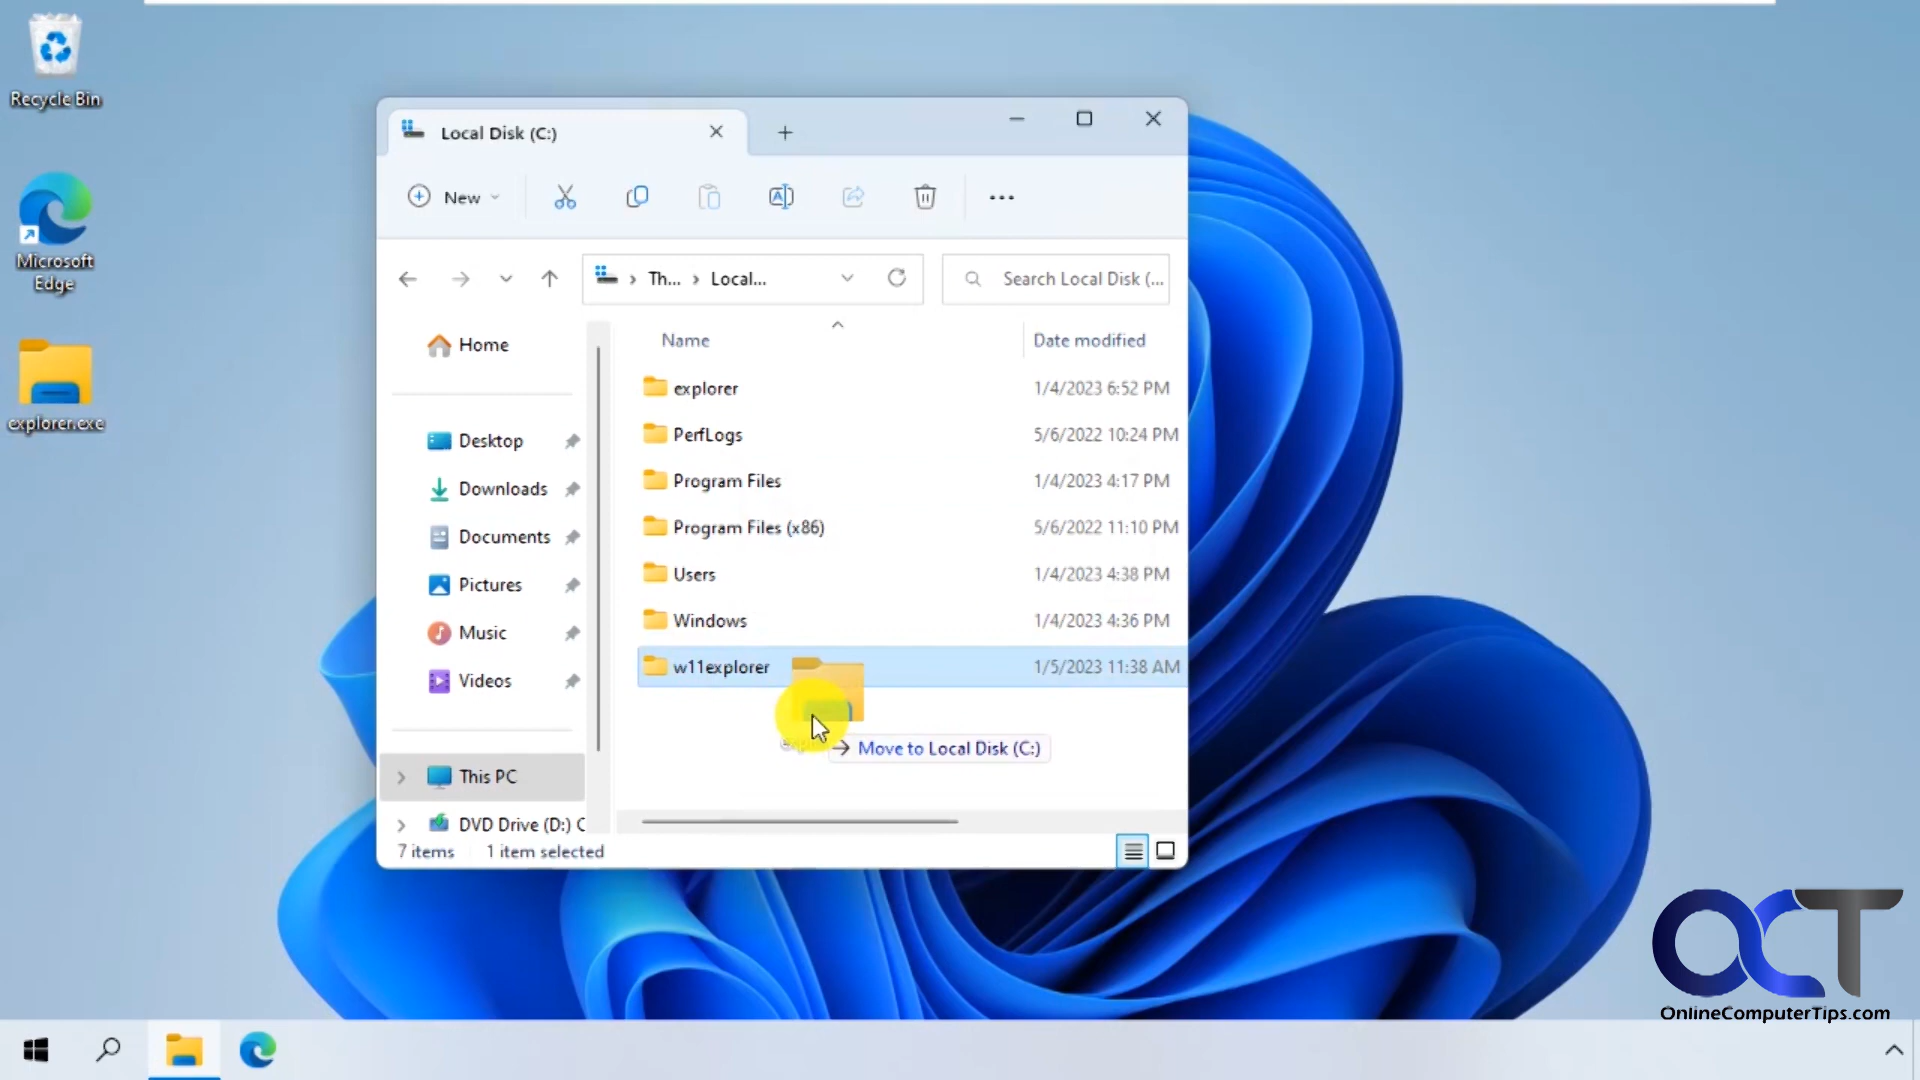 Recycle Bin
Microsoft
Edge
explorer.exe
Local Disk (C:)
New
Th... > Local...
Search Local Disk (...
Home
Desktop
Downloads
Documents
Pictures
Music
Videos
This PC
DVD Drive (D:) C
Name Date modified
explorer 1/4/2023 6:52 PM
PerfLogs 5/6/2022 10:24 PM
Program Files 1/4/2023 4:17 PM
Program Files (x86) 5/6/2022 11:10 PM
Users 1/4/2023 4:38 PM
Windows 1/4/2023 4:36 PM
w11explorer 1/5/2023 11:38 AM
Move to Local Disk (C:)
7 items 1 item selected
OCT
OnlineComputerTips.com